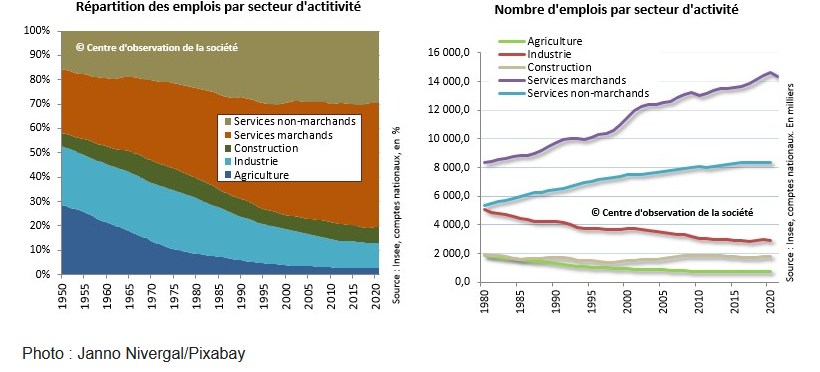 Répartition des emplois par secteur d'actitivité
100%
90%
80%
70%
60%
50%
40%
30%
20%
10%
0%
© Centre d'observation de la société
Services non-marchands
Services marchands
Construction
Industrie
Agriculture
1950
1955
1960
1965
1970
1975
1980
1985
1990
1995
2000
2005
2010
2015
2020
Source : Insee, comptes nationaux, en %
Nombre d'emplois par secteur d'activité
Agriculture
Industrie
Construction
Services marchands
Services non-marchands
16 000,0
14 000,0
12 000,0
10 000,0
8 000,0
6 000,0
4 000,0
2 000,0
0,0
© Centre d'observation de la société
1980
1985
1990
1995
2000
2005
2010
2015
2020
Source : Insee, comptes nationaux. En milliers
Photo : Janno Nivergal/Pixabay